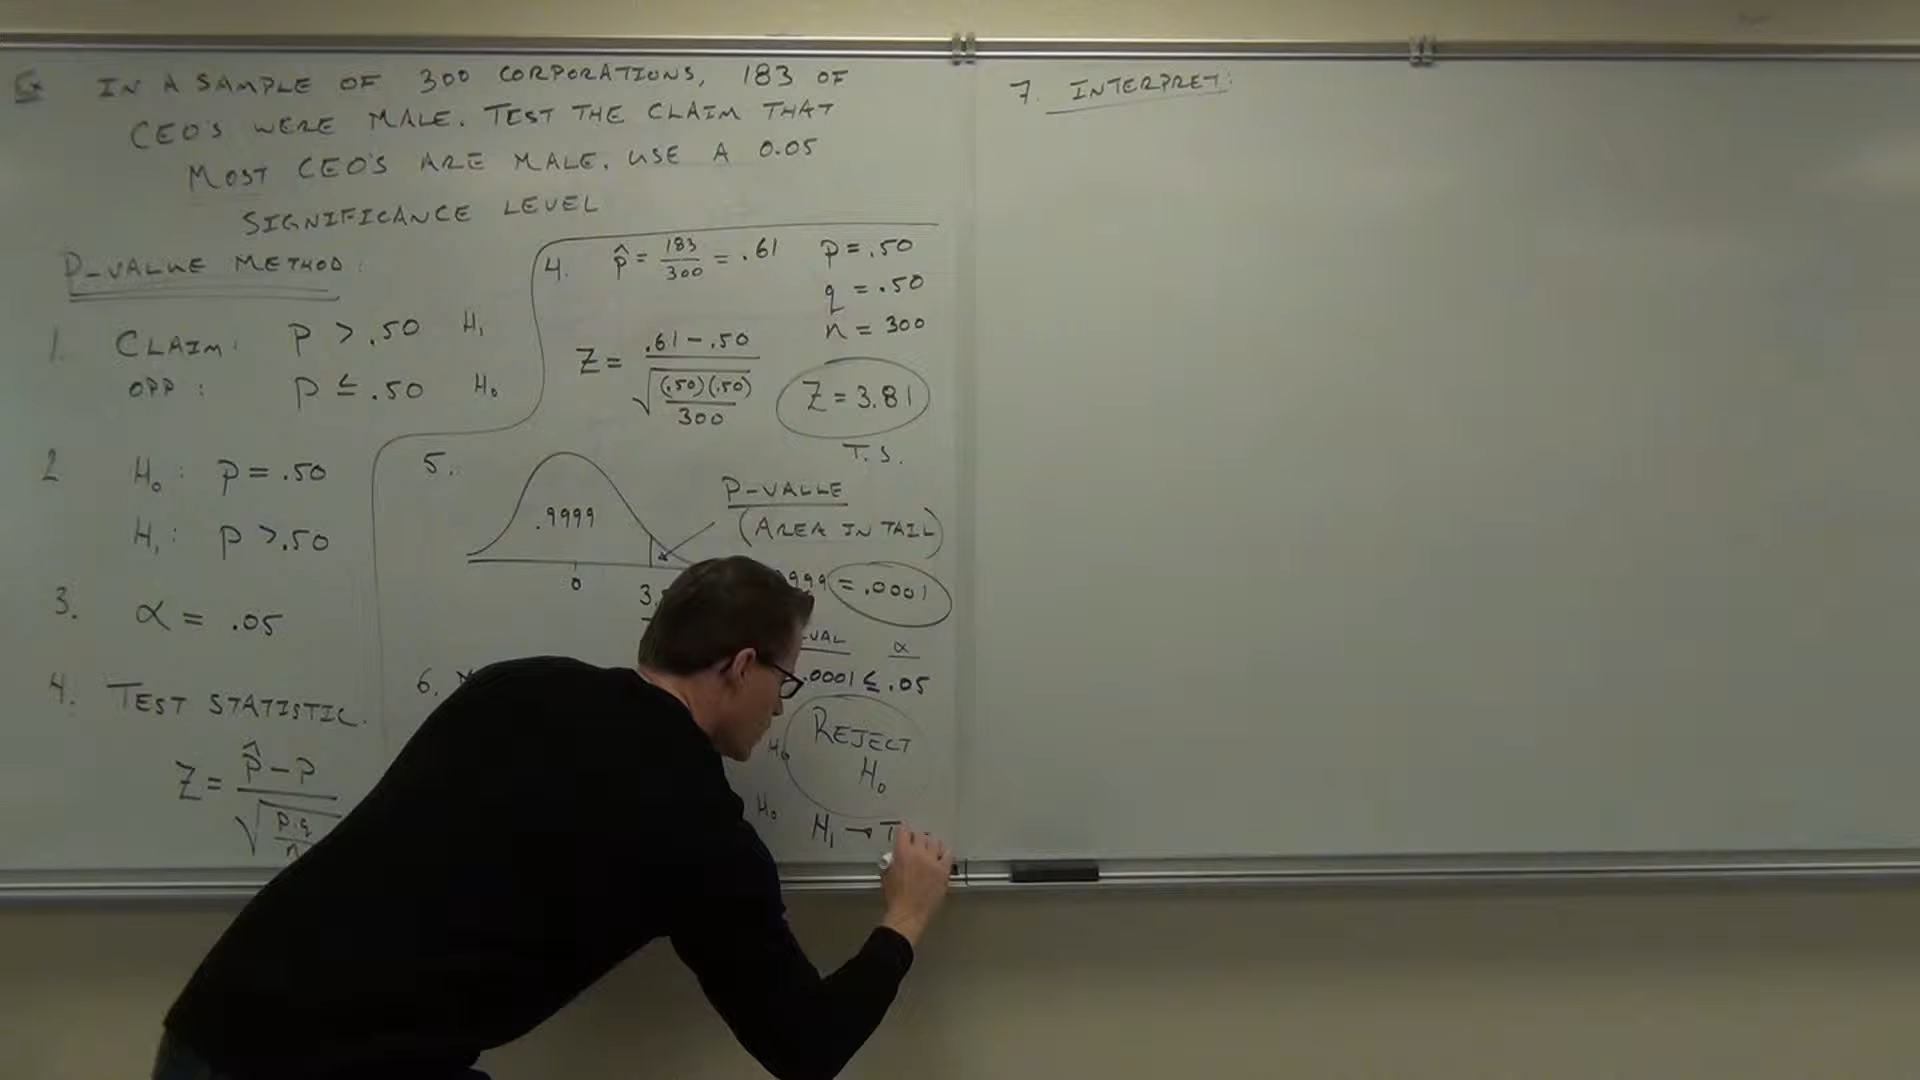 Ex IN A SAMPLE OF 300 CORPORATIONS, 183 OF
CEO'S WERE MALE. TEST THE CLAIM THAT
MOST CEO'S ARE MALE. USE A 0.05
SIGNIFICANCE LEVEL
P-VALUE METHOD:
1. CLAIM: p > .50 H₁
OPP: p ≤ .50 H₀
2 H₀: p = .50
H₁: p > .50
3. α = .05
4. TEST STATISTIC.
Z = (p̂ - p) / √(p·q / n)
4. p̂ = 183/300 = .61
p = .50
q = .50
n = 300
Z = (.61 - .50) / √((.50)(.50) / 300)
Z = 3.81
T.S.
5.
.9999
0
3.
P-VALUE
(AREA IN TAIL)
999 = .0001
6.
VAL α
.0001 ≤ .05
REJECT
H₀
H₀
H₀
H₁ → T
7. INTERPRET: